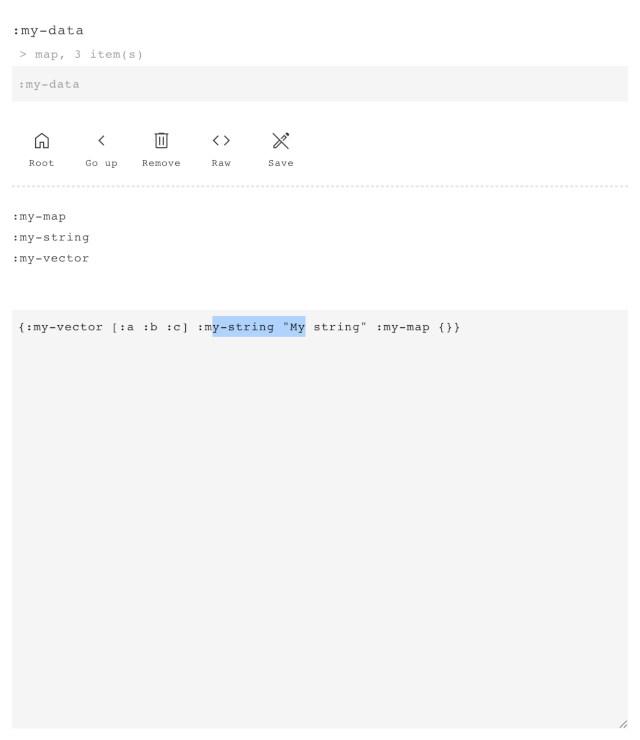 :my-data
> map, 3 item(s)
:my-data
Root Go up Remove Raw Save
:my-map
:my-string
:my-vector
{:my-vector [:a :b :c] :my-string "My string" :my-map {}}